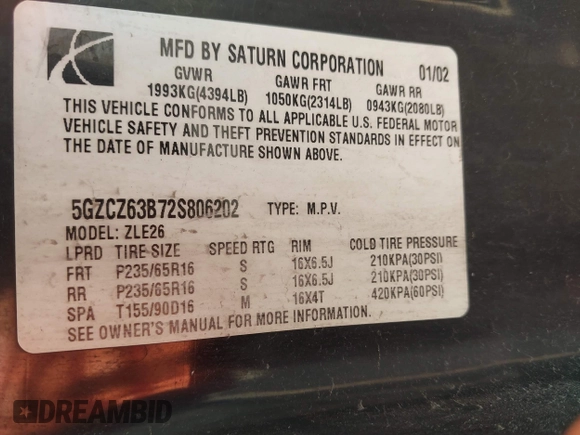 MFD BY SATURN CORPORATION 01/02
GVWR GAWR FRT GAWR RR
1993KG(4394LB) 1050KG(2314LB) 0943KG(2080LB)
THIS VEHICLE CONFORMS TO ALL APPLICABLE U.S. FEDERAL MOTOR
VEHICLE SAFETY AND THEFT PREVENTION STANDARDS IN EFFECT ON
THE DATE OF MANUFACTURE SHOWN ABOVE.
5GZCZ63B72S806202 TYPE: M.P.V.
MODEL: ZLE26
LPRD TIRE SIZE SPEED RTG RIM COLD TIRE PRESSURE
FRT P235/65R16 S 16X6.5J 210KPA(30PSI)
RR P235/65R16 S 16X6.5J 210KPA(30PSI)
SPA T155/90D16 M 16X4T 420KPA(60PSI)
SEE OWNER'S MANUAL FOR MORE INFORMATION.
DREAMBID